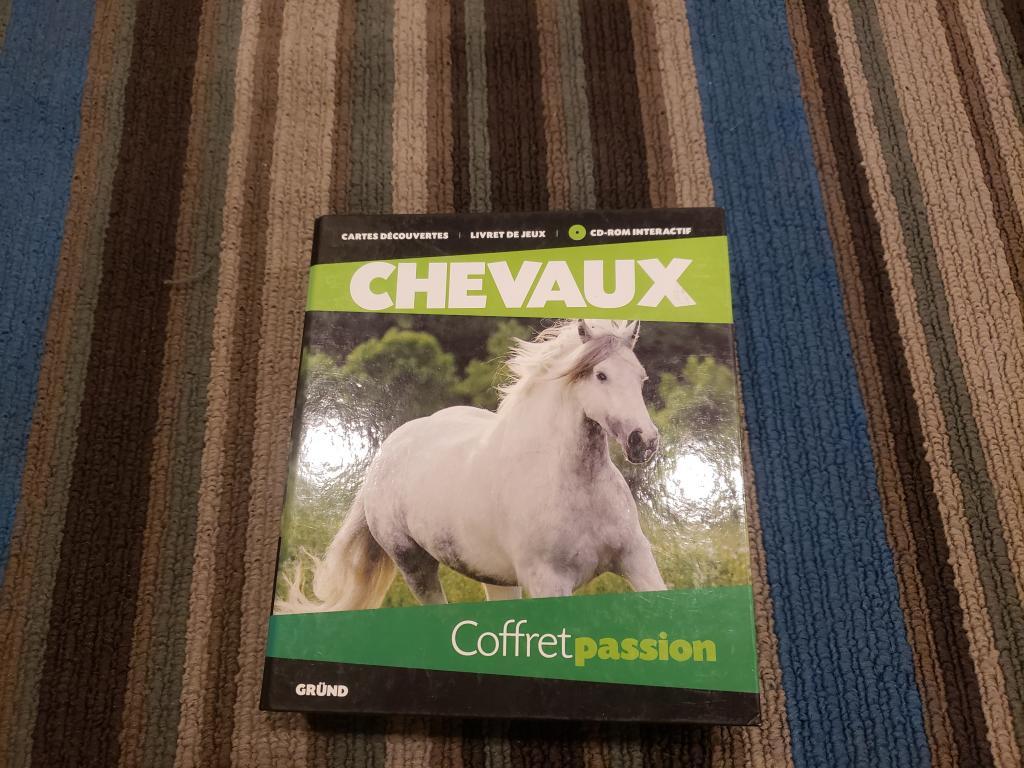 CARTES DÉCOUVERTES | LIVRET DE JEUX | CD-ROM INTERACTIF
CHEVAUX
Coffretpassion
GRÜND